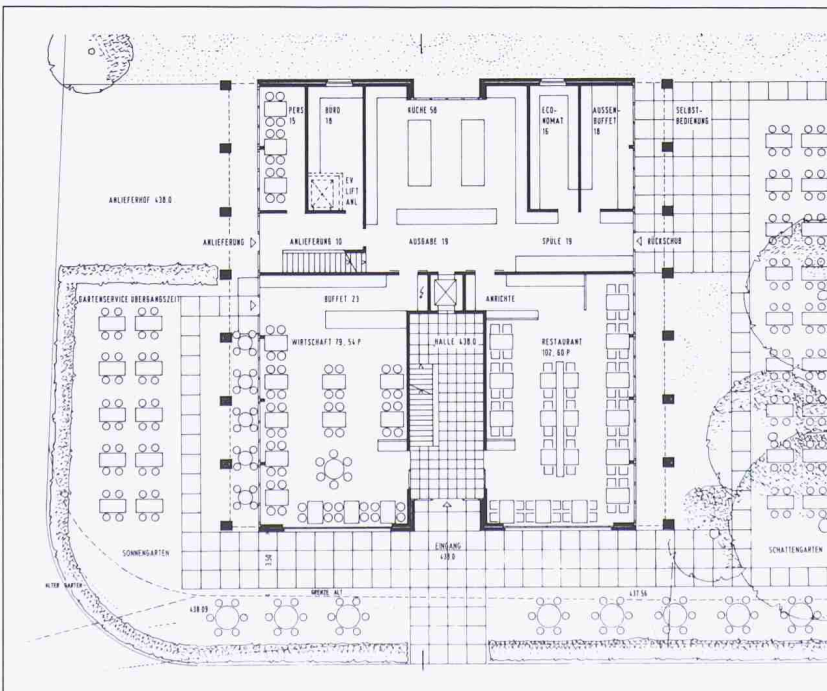 PERS
15
BÜRO
18
KÜCHE 58
ECO-
NOMAT
16
AUSSEN-
BUFFET
18
SELBST-
BEDIENUNG
EV
LIFT
ANL
ANLIEFERHOF 438.0
ANLIEFERUNG
ANLIEFERUNG 10
AUSGABE 19
SPÜLE 19
RÜCKSCHUB
GARTENSERVICE ÜBERGANGSZEIT
BUFFET 23
ANRICHTE
WIRTSCHAFT 79, 54 P
HALLE 438.0
RESTAURANT
102, 60 P
SONNENGARTEN
3.50
EINGANG
438.0
SCHATTENGARTEN
ALTER GARTEN
GRENZE ALT
438.09
437.56